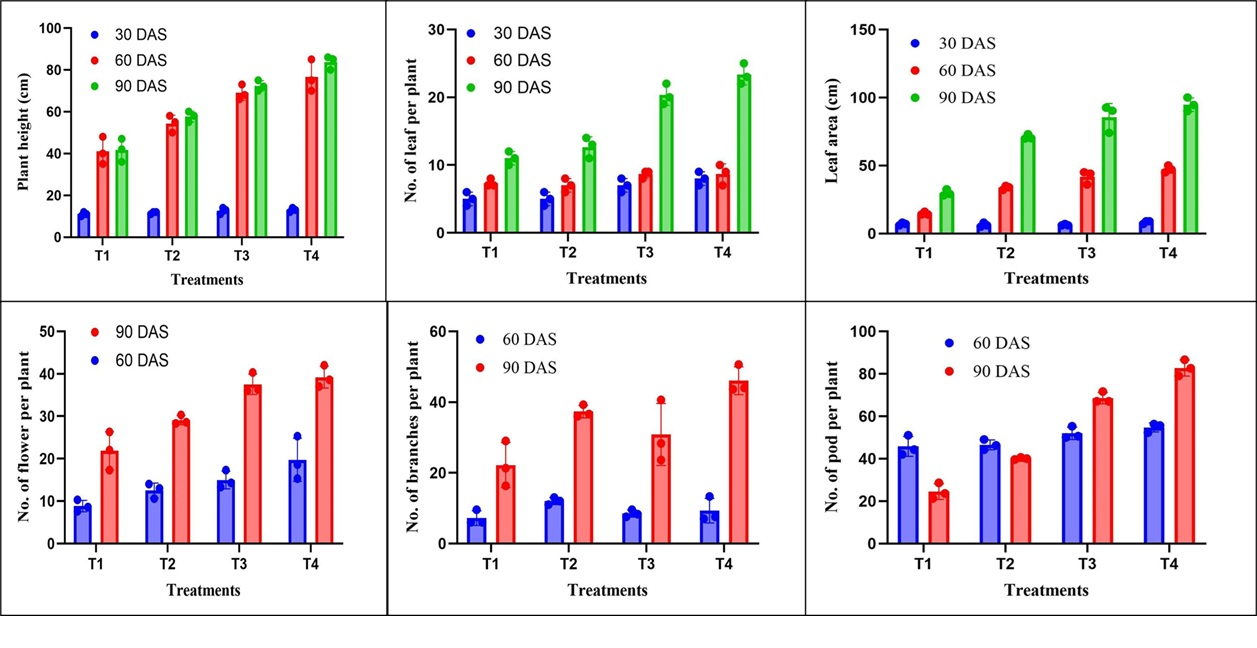 Plant height (cm)
100
80
60
40
20
0
30 DAS
60 DAS
90 DAS
T1 T2 T3 T4
Treatments
No. of leaf per plant
30
20
10
0
30 DAS
60 DAS
90 DAS
T1 T2 T3 T4
Treatments
Leaf area (cm)
150
100
50
0
30 DAS
60 DAS
90 DAS
T1 T2 T3 T4
Treatments
No. of flower per plant
50
40
30
20
10
0
90 DAS
60 DAS
T1 T2 T3 T4
Treatments
No. of branches per plant
60
40
20
0
60 DAS
90 DAS
T1 T2 T3 T4
Treatments
No. of pod per plant
100
80
60
40
20
0
60 DAS
90 DAS
T1 T2 T3 T4
Treatments